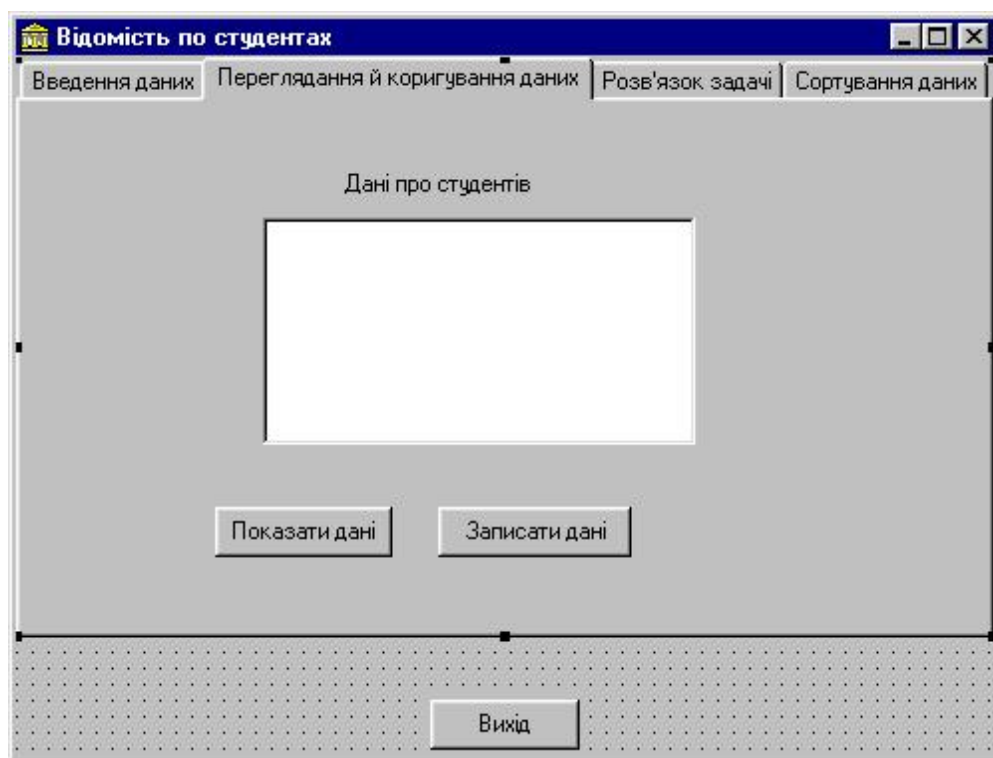 Відомість по студентах
Введення даних Переглядання й коригування даних Розв'язок задачі Сортування даних
Дані про студентів
Показати дані Записати дані
Вихід